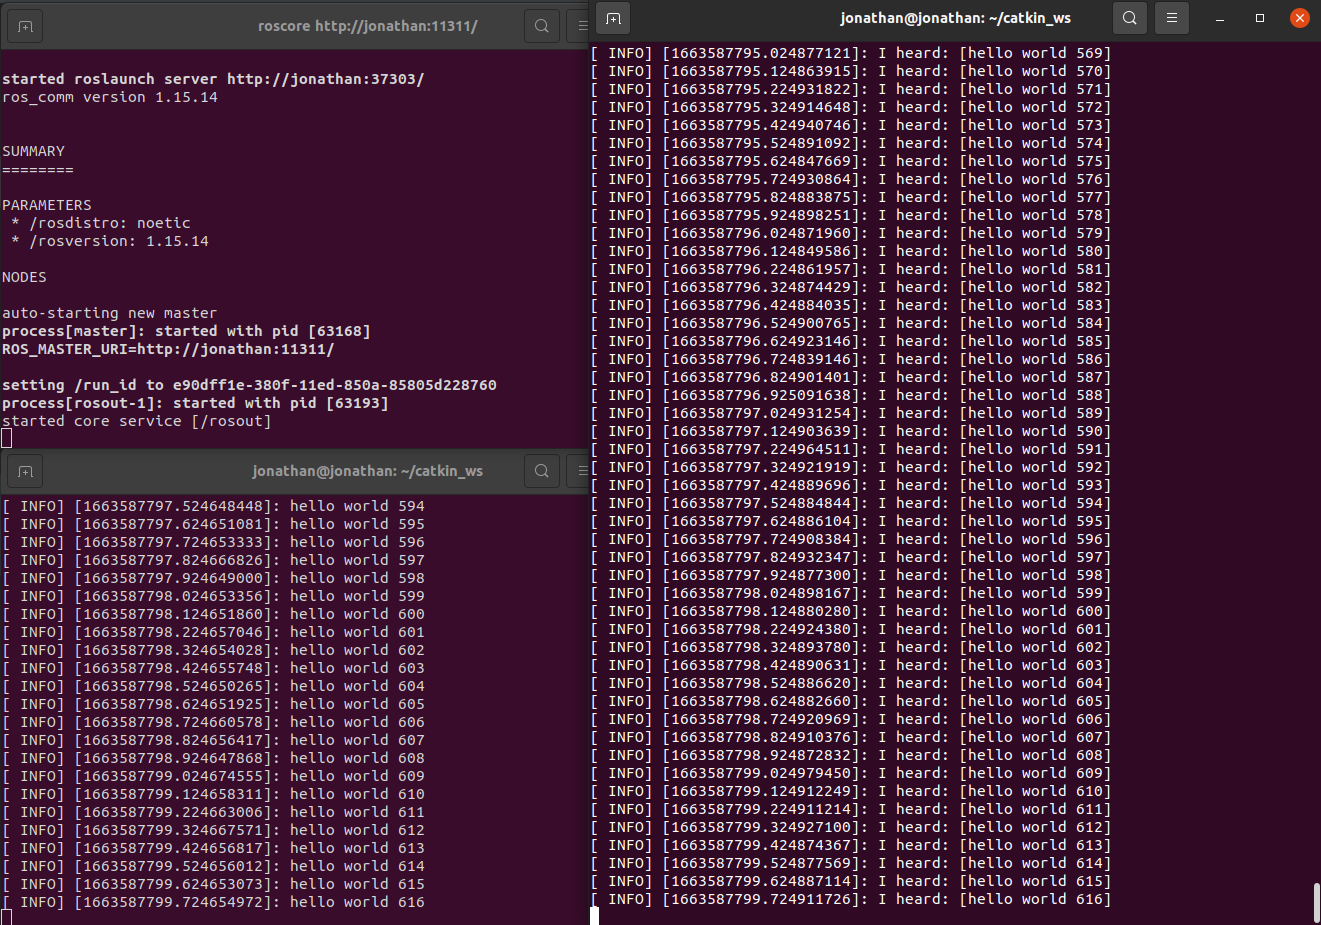 roscore http://jonathan:11311/
started roslaunch server http://jonathan:37303/
ros_comm version 1.15.14
SUMMARY
========
PARAMETERS
 * /rosdistro: noetic
 * /rosversion: 1.15.14
NODES
auto-starting new master
process[master]: started with pid [63168]
ROS_MASTER_URI=http://jonathan:11311/
setting /run_id to e90dff1e-380f-11ed-850a-85805d228760
process[rosout-1]: started with pid [63193]
started core service [/rosout]
jonathan@jonathan: ~/catkin_ws
[ INFO] [1663587797.524648448]: hello world 594
[ INFO] [1663587797.624651081]: hello world 595
[ INFO] [1663587797.724653333]: hello world 596
[ INFO] [1663587797.824666826]: hello world 597
[ INFO] [1663587797.924649000]: hello world 598
[ INFO] [1663587798.024653356]: hello world 599
[ INFO] [1663587798.124651860]: hello world 600
[ INFO] [1663587798.224657046]: hello world 601
[ INFO] [1663587798.324654028]: hello world 602
[ INFO] [1663587798.424655748]: hello world 603
[ INFO] [1663587798.524650265]: hello world 604
[ INFO] [1663587798.624651925]: hello world 605
[ INFO] [1663587798.724660578]: hello world 606
[ INFO] [1663587798.824656417]: hello world 607
[ INFO] [1663587798.924647868]: hello world 608
[ INFO] [1663587799.024674555]: hello world 609
[ INFO] [1663587799.124658311]: hello world 610
[ INFO] [1663587799.224663006]: hello world 611
[ INFO] [1663587799.324667571]: hello world 612
[ INFO] [1663587799.424656817]: hello world 613
[ INFO] [1663587799.524656012]: hello world 614
[ INFO] [1663587799.624653073]: hello world 615
[ INFO] [1663587799.724654972]: hello world 616
jonathan@jonathan: ~/catkin_ws
[ INFO] [1663587795.024877121]: I heard: [hello world 569]
[ INFO] [1663587795.124863915]: I heard: [hello world 570]
[ INFO] [1663587795.224931822]: I heard: [hello world 571]
[ INFO] [1663587795.324914648]: I heard: [hello world 572]
[ INFO] [1663587795.424940746]: I heard: [hello world 573]
[ INFO] [1663587795.524891092]: I heard: [hello world 574]
[ INFO] [1663587795.624847669]: I heard: [hello world 575]
[ INFO] [1663587795.724930864]: I heard: [hello world 576]
[ INFO] [1663587795.824883875]: I heard: [hello world 577]
[ INFO] [1663587795.924898251]: I heard: [hello world 578]
[ INFO] [1663587796.024871960]: I heard: [hello world 579]
[ INFO] [1663587796.124849586]: I heard: [hello world 580]
[ INFO] [1663587796.224861957]: I heard: [hello world 581]
[ INFO] [1663587796.324874429]: I heard: [hello world 582]
[ INFO] [1663587796.424884035]: I heard: [hello world 583]
[ INFO] [1663587796.524900765]: I heard: [hello world 584]
[ INFO] [1663587796.624923146]: I heard: [hello world 585]
[ INFO] [1663587796.724839146]: I heard: [hello world 586]
[ INFO] [1663587796.824901401]: I heard: [hello world 587]
[ INFO] [1663587796.925091638]: I heard: [hello world 588]
[ INFO] [1663587797.024931254]: I heard: [hello world 589]
[ INFO] [1663587797.124903639]: I heard: [hello world 590]
[ INFO] [1663587797.224964511]: I heard: [hello world 591]
[ INFO] [1663587797.324921919]: I heard: [hello world 592]
[ INFO] [1663587797.424889696]: I heard: [hello world 593]
[ INFO] [1663587797.524884844]: I heard: [hello world 594]
[ INFO] [1663587797.624886104]: I heard: [hello world 595]
[ INFO] [1663587797.724908384]: I heard: [hello world 596]
[ INFO] [1663587797.824932347]: I heard: [hello world 597]
[ INFO] [1663587797.924877300]: I heard: [hello world 598]
[ INFO] [1663587798.024898167]: I heard: [hello world 599]
[ INFO] [1663587798.124880280]: I heard: [hello world 600]
[ INFO] [1663587798.224924380]: I heard: [hello world 601]
[ INFO] [1663587798.324893780]: I heard: [hello world 602]
[ INFO] [1663587798.424890631]: I heard: [hello world 603]
[ INFO] [1663587798.524886620]: I heard: [hello world 604]
[ INFO] [1663587798.624882660]: I heard: [hello world 605]
[ INFO] [1663587798.724920969]: I heard: [hello world 606]
[ INFO] [1663587798.824910376]: I heard: [hello world 607]
[ INFO] [1663587798.924872832]: I heard: [hello world 608]
[ INFO] [1663587799.024979450]: I heard: [hello world 609]
[ INFO] [1663587799.124912249]: I heard: [hello world 610]
[ INFO] [1663587799.224911214]: I heard: [hello world 611]
[ INFO] [1663587799.324927100]: I heard: [hello world 612]
[ INFO] [1663587799.424874367]: I heard: [hello world 613]
[ INFO] [1663587799.524877569]: I heard: [hello world 614]
[ INFO] [1663587799.624887114]: I heard: [hello world 615]
[ INFO] [1663587799.724911726]: I heard: [hello world 616]